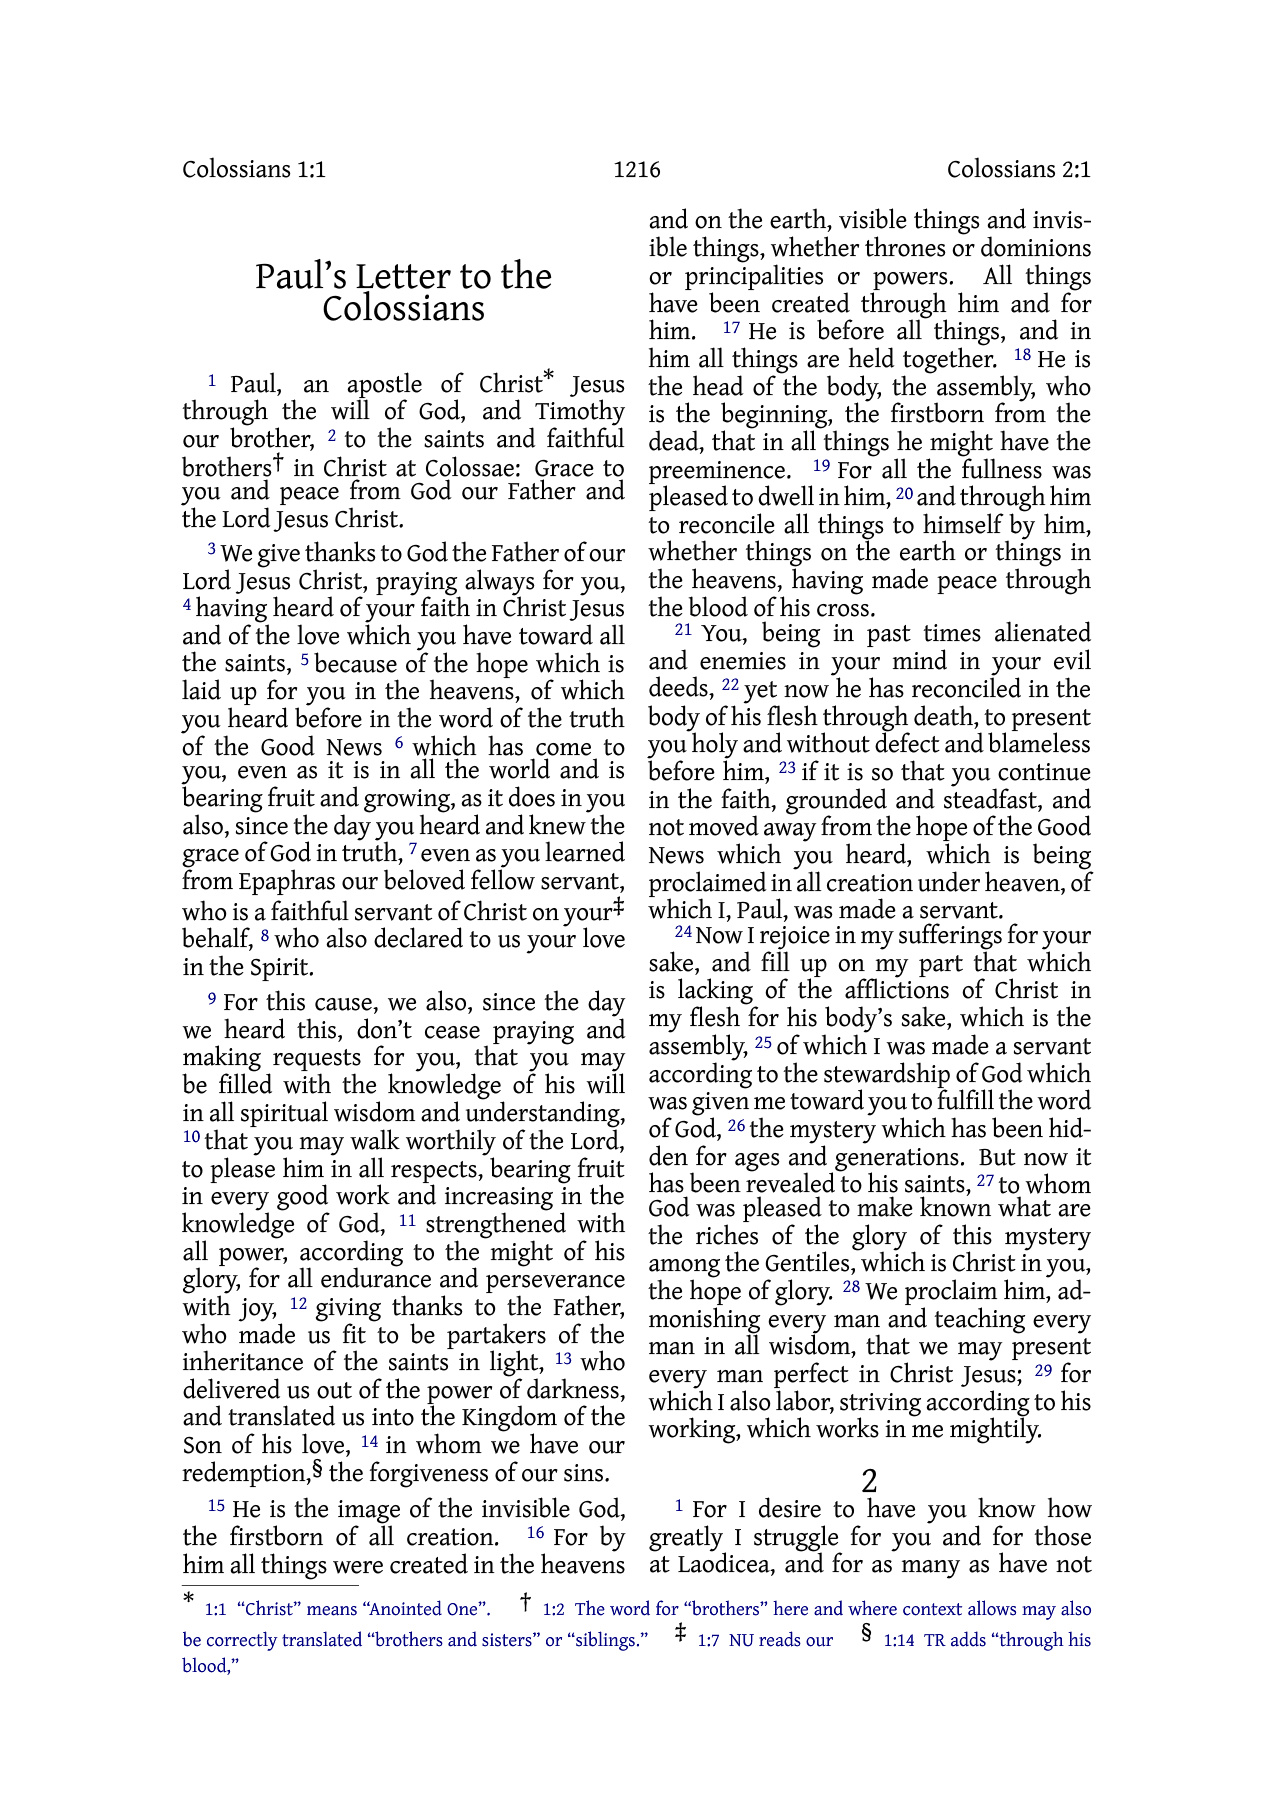 Colossians 1:1 1216 Colossians 2:1
Paul’s Letter to the
Colossians
1 Paul, an apostle of Christ* Jesus
through the will of God, and Timothy
our brother, 2 to the saints and faithful
brothers† in Christ at Colossae: Grace to
you and peace from God our Father and
the Lord Jesus Christ.
3 We give thanks to God the Father of our
Lord Jesus Christ, praying always for you,
4 having heard of your faith in Christ Jesus
and of the love which you have toward all
the saints, 5 because of the hope which is
laid up for you in the heavens, of which
you heard before in the word of the truth
of the Good News 6 which has come to
you, even as it is in all the world and is
bearing fruit and growing, as it does in you
also, since the day you heard and knew the
grace of God in truth, 7 even as you learned
from Epaphras our beloved fellow servant,
who is a faithful servant of Christ on your‡
behalf, 8 who also declared to us your love
in the Spirit.
9 For this cause, we also, since the day
we heard this, don’t cease praying and
making requests for you, that you may
be filled with the knowledge of his will
in all spiritual wisdom and understanding,
10 that you may walk worthily of the Lord,
to please him in all respects, bearing fruit
in every good work and increasing in the
knowledge of God, 11 strengthened with
all power, according to the might of his
glory, for all endurance and perseverance
with joy, 12 giving thanks to the Father,
who made us fit to be partakers of the
inheritance of the saints in light, 13 who
delivered us out of the power of darkness,
and translated us into the Kingdom of the
Son of his love, 14 in whom we have our
redemption,§ the forgiveness of our sins.
15 He is the image of the invisible God,
the firstborn of all creation. 16 For by
him all things were created in the heavens
and on the earth, visible things and invis-
ible things, whether thrones or dominions
or principalities or powers. All things
have been created through him and for
him. 17 He is before all things, and in
him all things are held together. 18 He is
the head of the body, the assembly, who
is the beginning, the firstborn from the
dead, that in all things he might have the
preeminence. 19 For all the fullness was
pleased to dwell in him, 20 and through him
to reconcile all things to himself by him,
whether things on the earth or things in
the heavens, having made peace through
the blood of his cross.
21 You, being in past times alienated
and enemies in your mind in your evil
deeds, 22 yet now he has reconciled in the
body of his flesh through death, to present
you holy and without defect and blameless
before him, 23 if it is so that you continue
in the faith, grounded and steadfast, and
not moved away from the hope of the Good
News which you heard, which is being
proclaimed in all creation under heaven, of
which I, Paul, was made a servant.
24 Now I rejoice in my sufferings for your
sake, and fill up on my part that which
is lacking of the afflictions of Christ in
my flesh for his body’s sake, which is the
assembly, 25 of which I was made a servant
according to the stewardship of God which
was given me toward you to fulfill the word
of God, 26 the mystery which has been hid-
den for ages and generations. But now it
has been revealed to his saints, 27 to whom
God was pleased to make known what are
the riches of the glory of this mystery
among the Gentiles, which is Christ in you,
the hope of glory. 28 We proclaim him, ad-
monishing every man and teaching every
man in all wisdom, that we may present
every man perfect in Christ Jesus; 29 for
which I also labor, striving according to his
working, which works in me mightily.
2
1 For I desire to have you know how
greatly I struggle for you and for those
at Laodicea, and for as many as have not
* 1:1 “Christ” means “Anointed One”. † 1:2 The word for “brothers” here and where context allows may also
be correctly translated “brothers and sisters” or “siblings.” ‡ 1:7 NU reads our § 1:14 TR adds “through his
blood,”